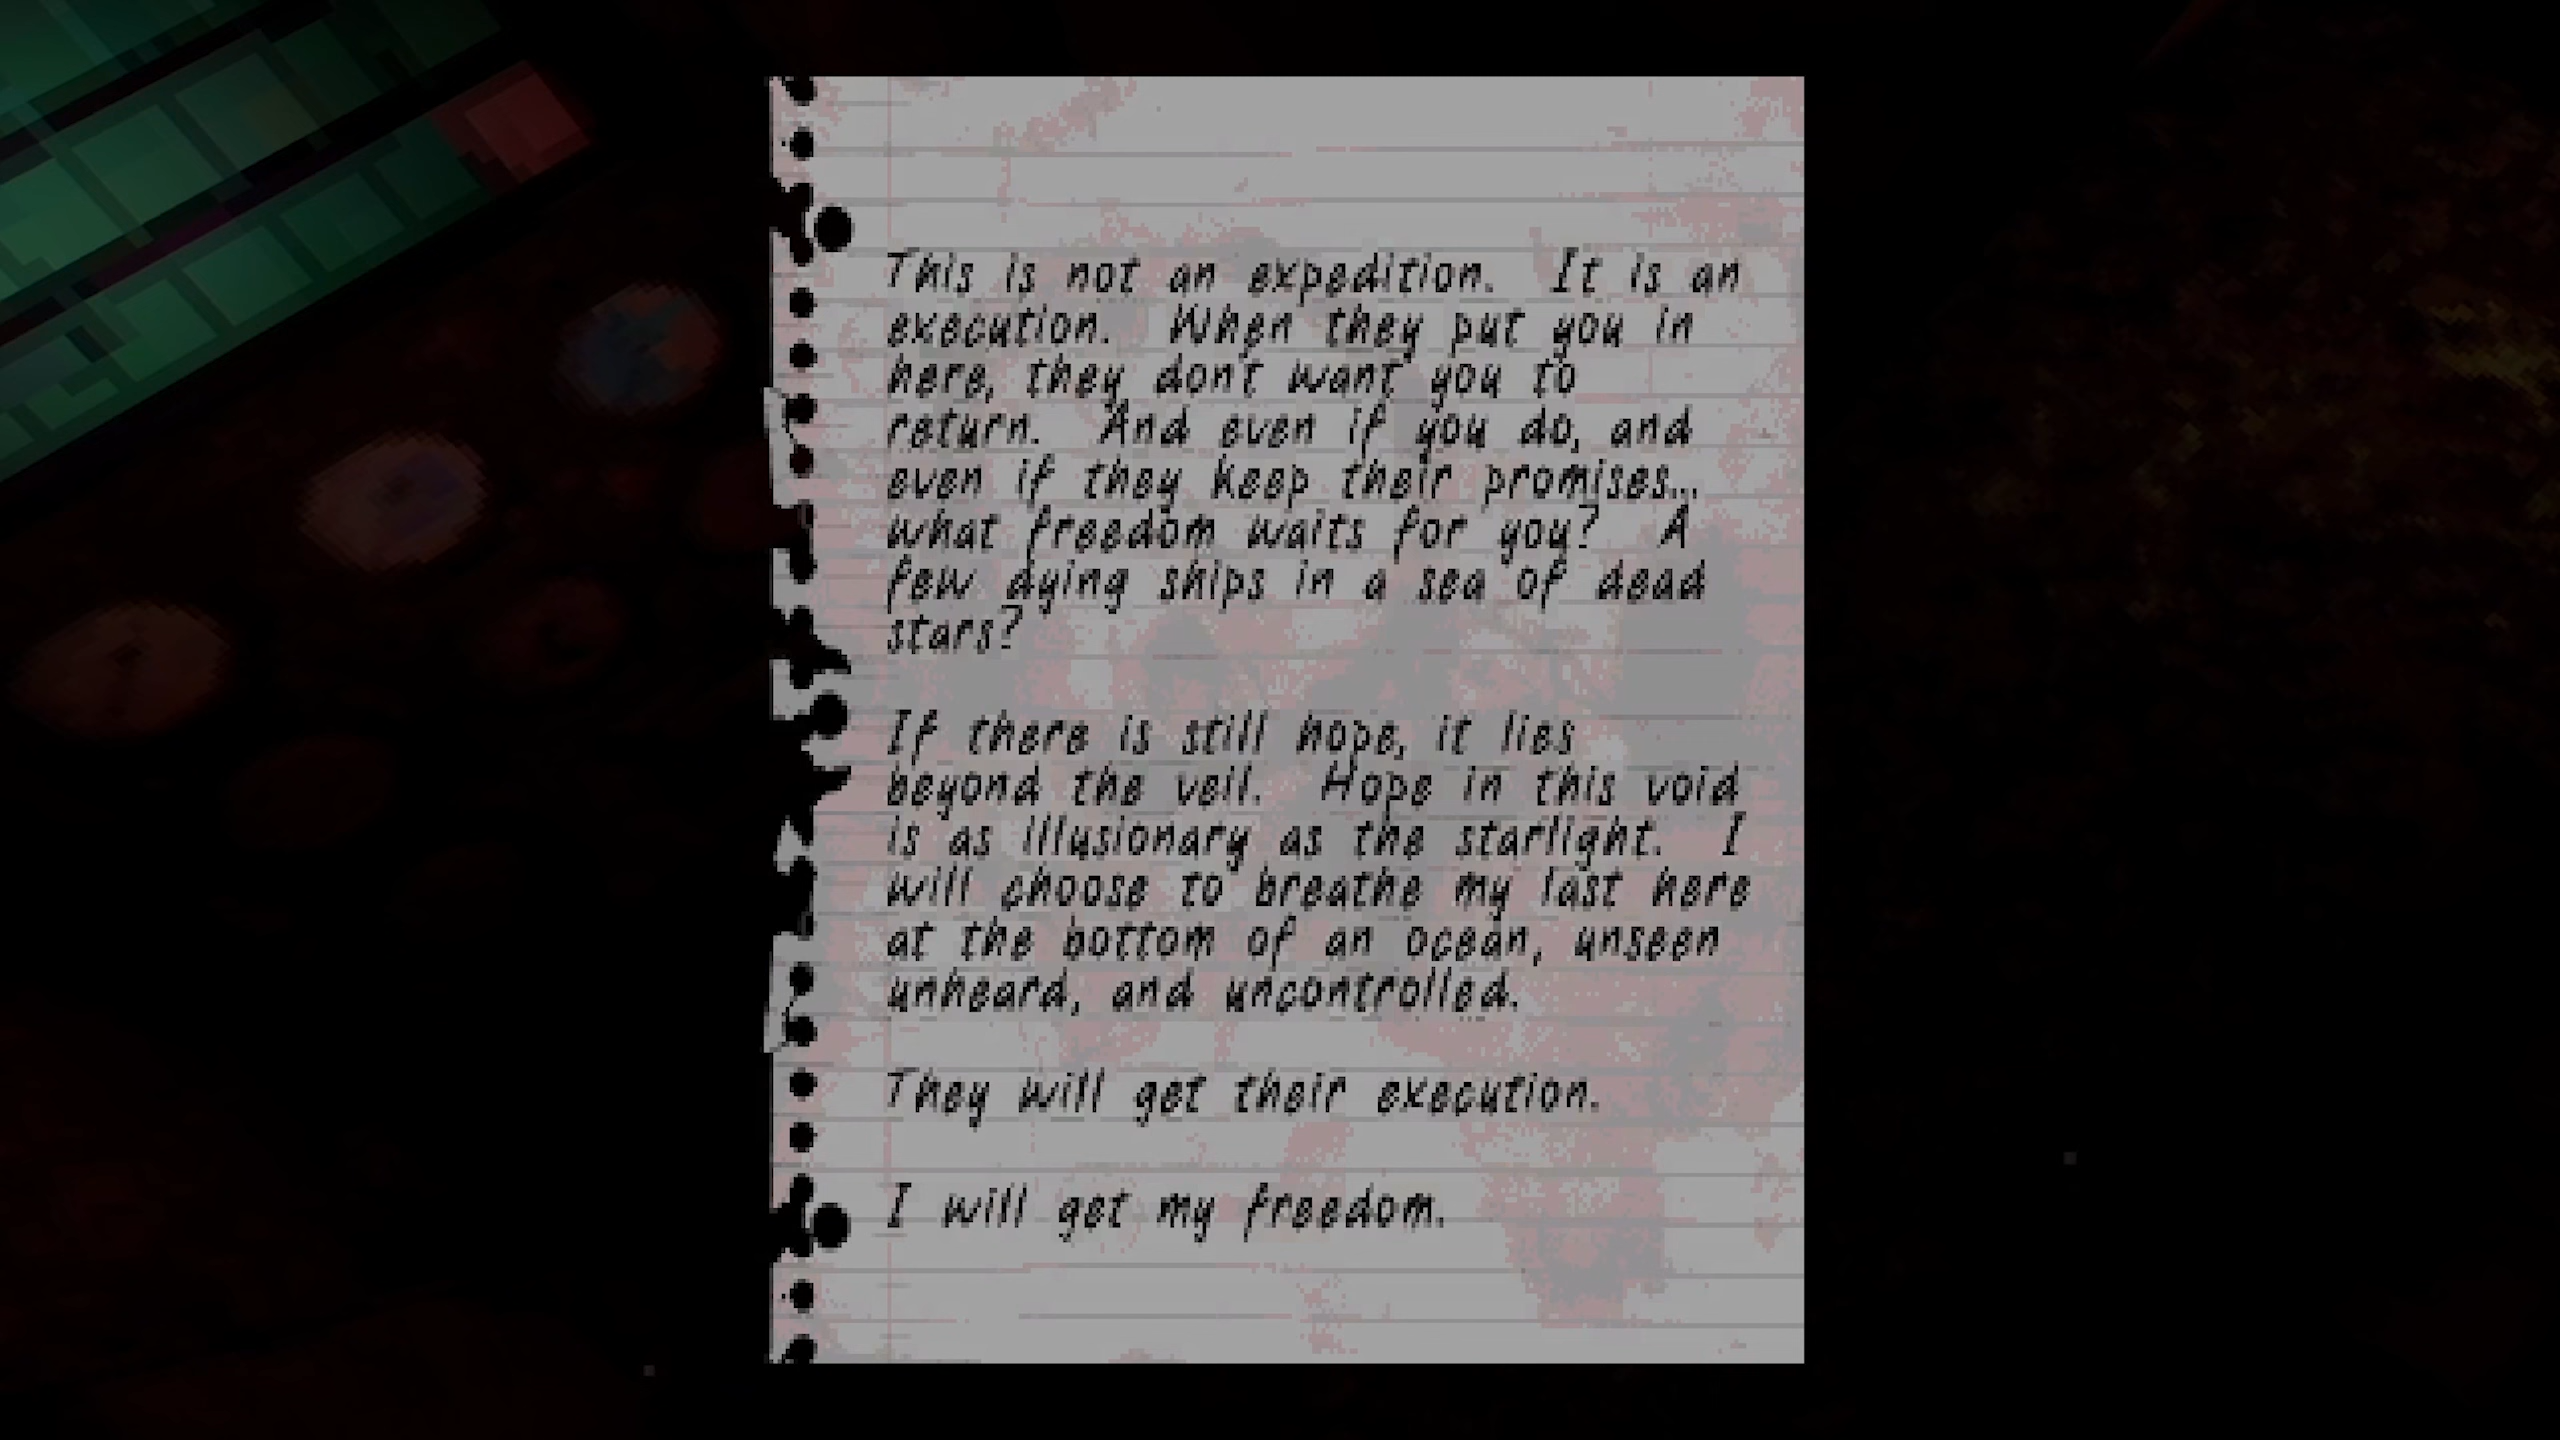 This is not an expedition. It is an
execution. When they put you in
here, they don't want you to
return. And even if you do, and
even if they keep their promises...
what freedom waits for you? A
few dying ships in a sea of dead
stars?
If there is still hope, it lies
beyond the veil. Hope in this void
is as illusionary as the starlight. I
will choose to breathe my last here
at the bottom of an ocean, unseen
unheard, and uncontrolled.
They will get their execution.
I will get my freedom.